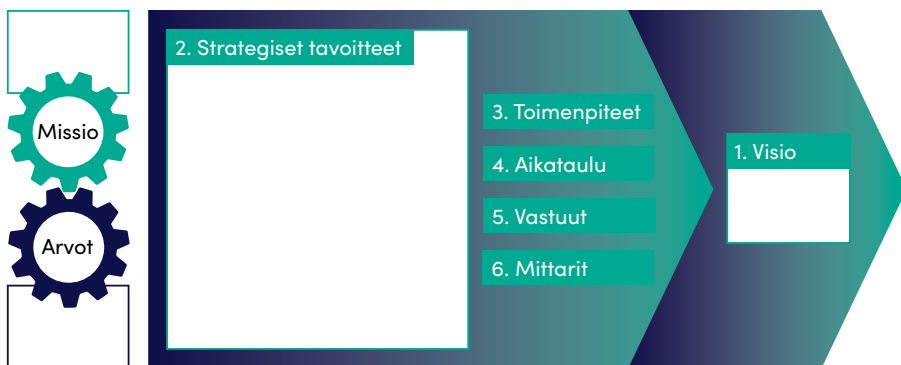 Missio
Arvot
2. Strategiset tavoitteet
3. Toimenpiteet
4. Aikataulu
5. Vastuut
6. Mittarit
1. Visio